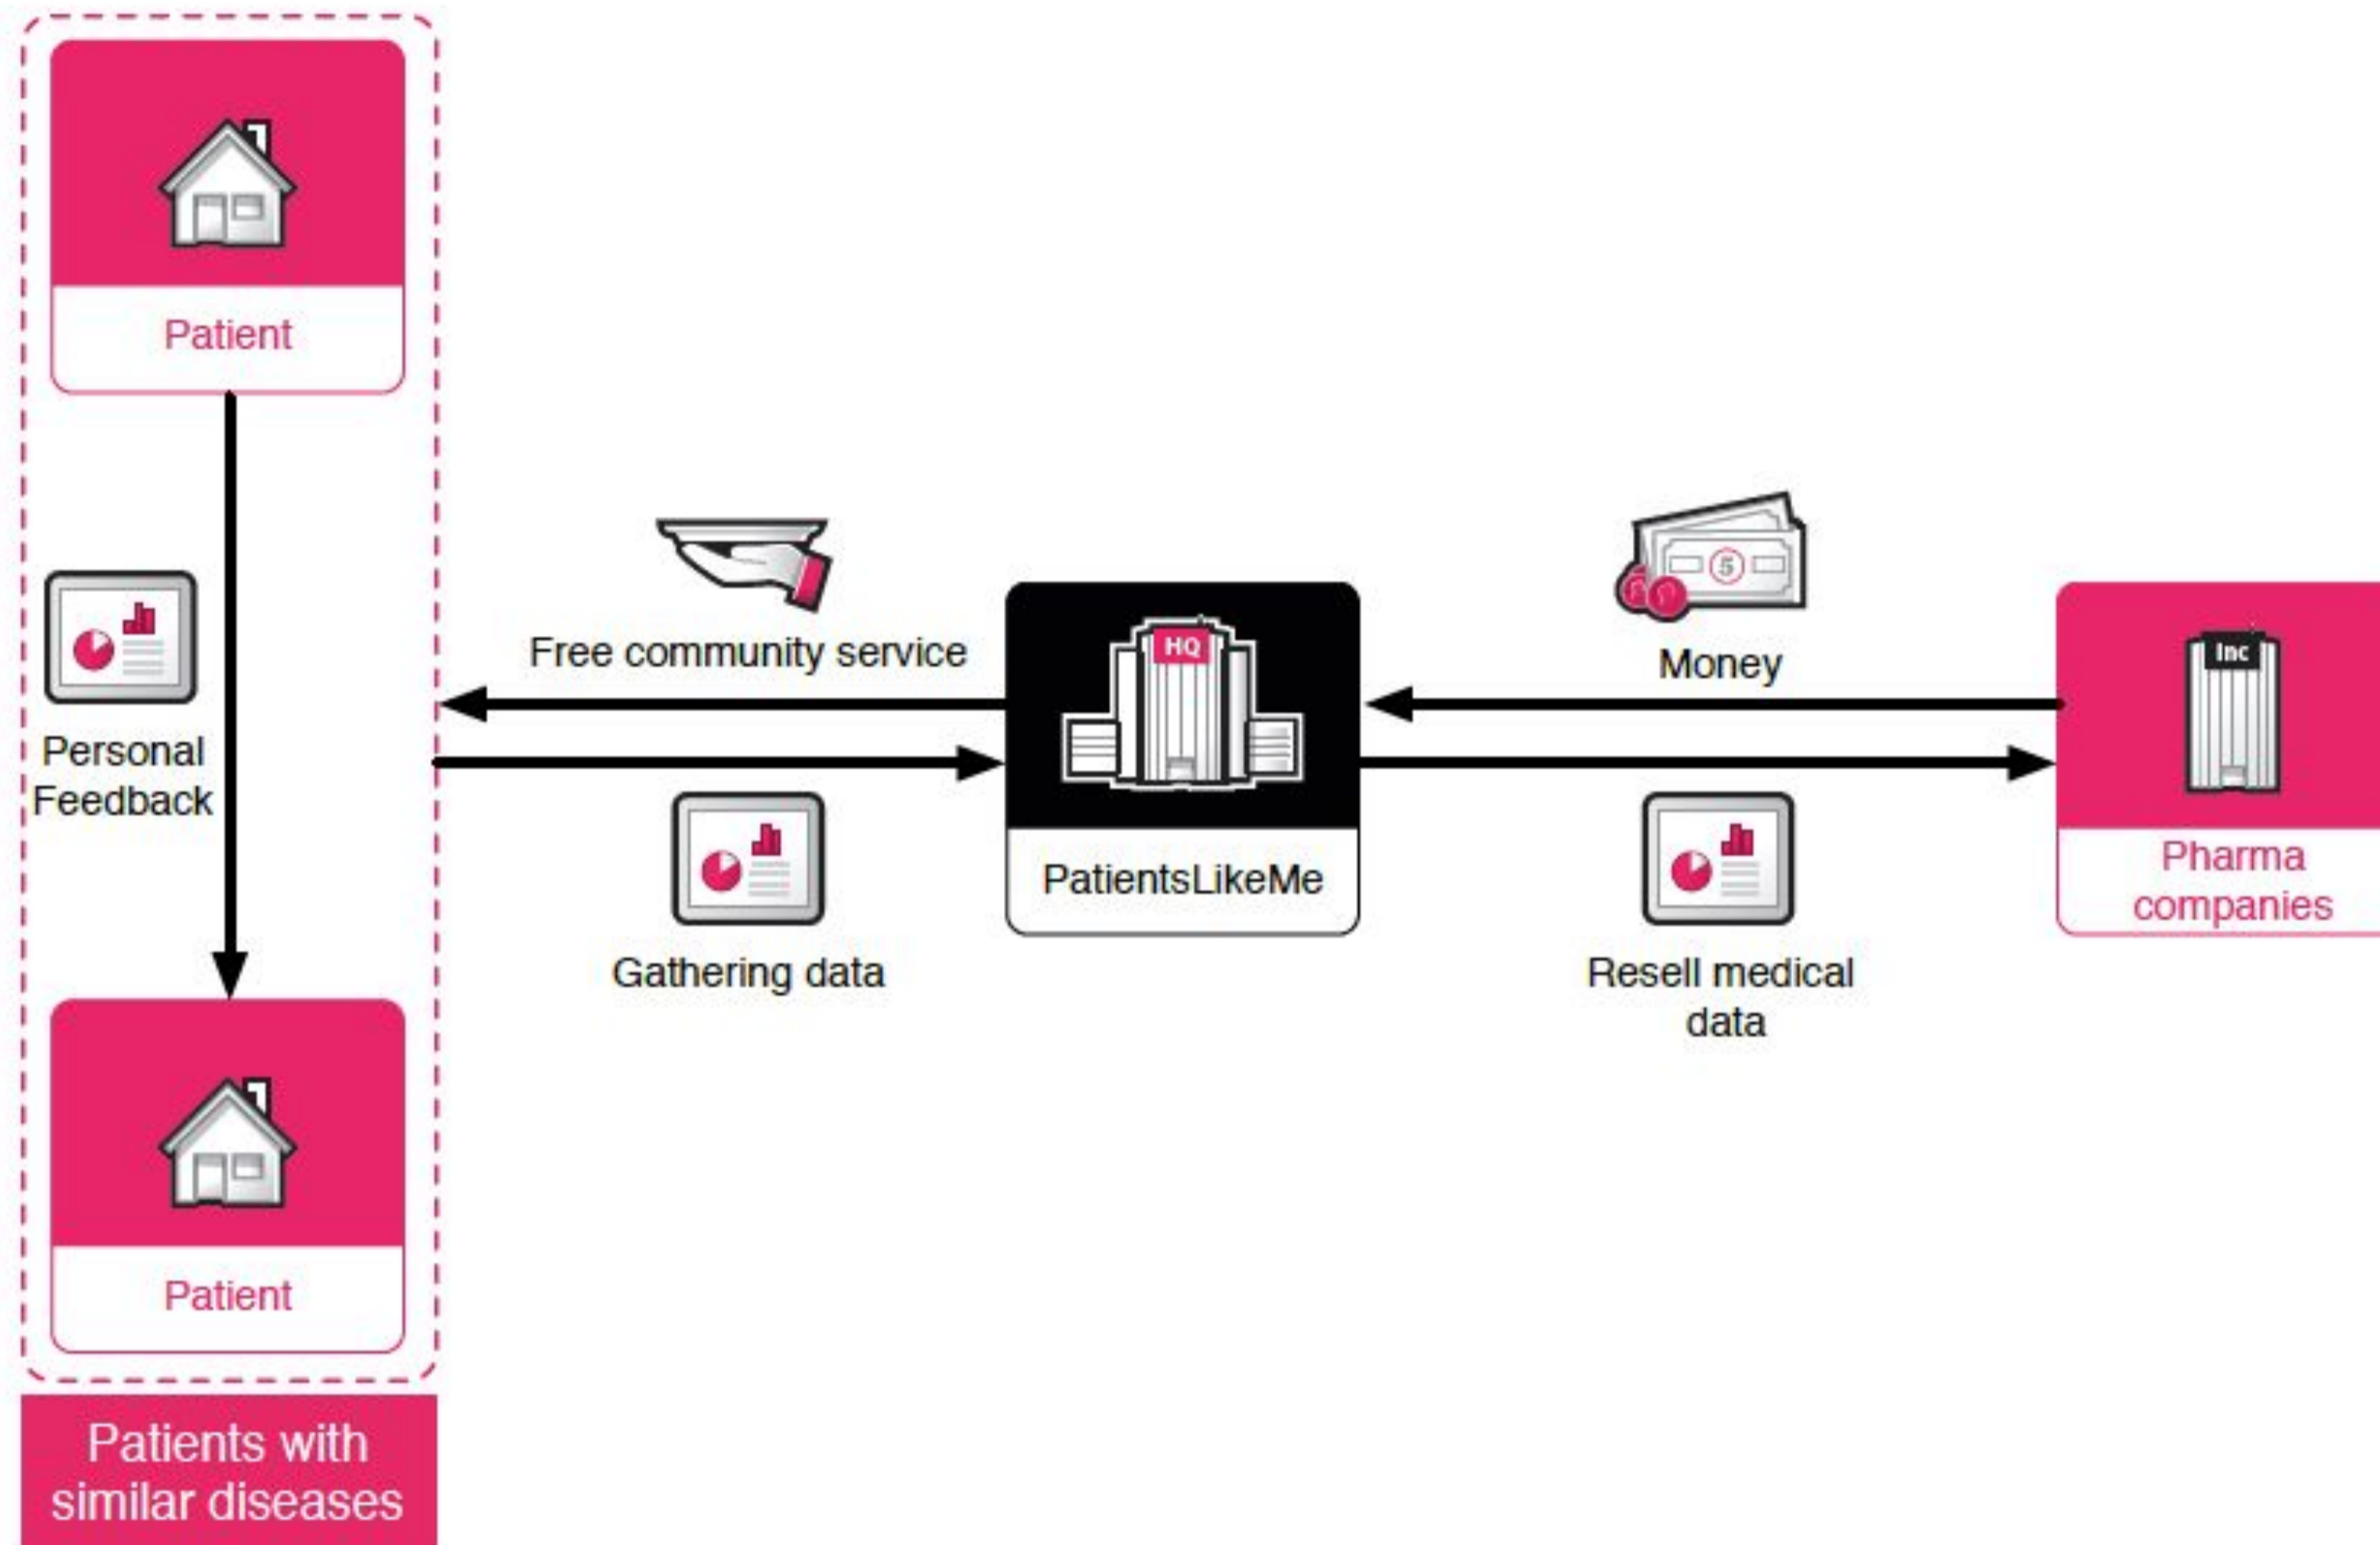 Patient
Personal
Feedback
Patient
Patients with
similar diseases
Free community service
Gathering data
HQ
PatientsLikeMe
5
Money
Resell medical
data
Inc
Pharma
companies